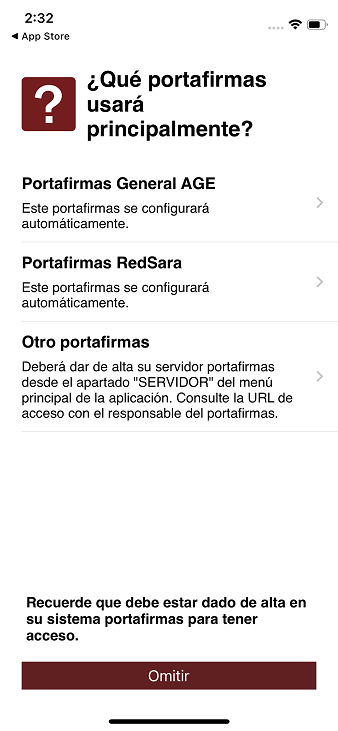 2:32
◀ App Store
?
¿Qué portafirmas
usará
principalmente?
Portafirmas General AGE
Este portafirmas se configurará
automáticamente.
Portafirmas RedSara
Este portafirmas se configurará
automáticamente.
Otro portafirmas
Deberá dar de alta su servidor portafirmas
desde el apartado "SERVIDOR" del menú
principal de la aplicación. Consulte la URL de
acceso con el responsable del portafirmas.
Recuerde que debe estar dado de alta en
su sistema portafirmas para tener
acceso.
Omitir